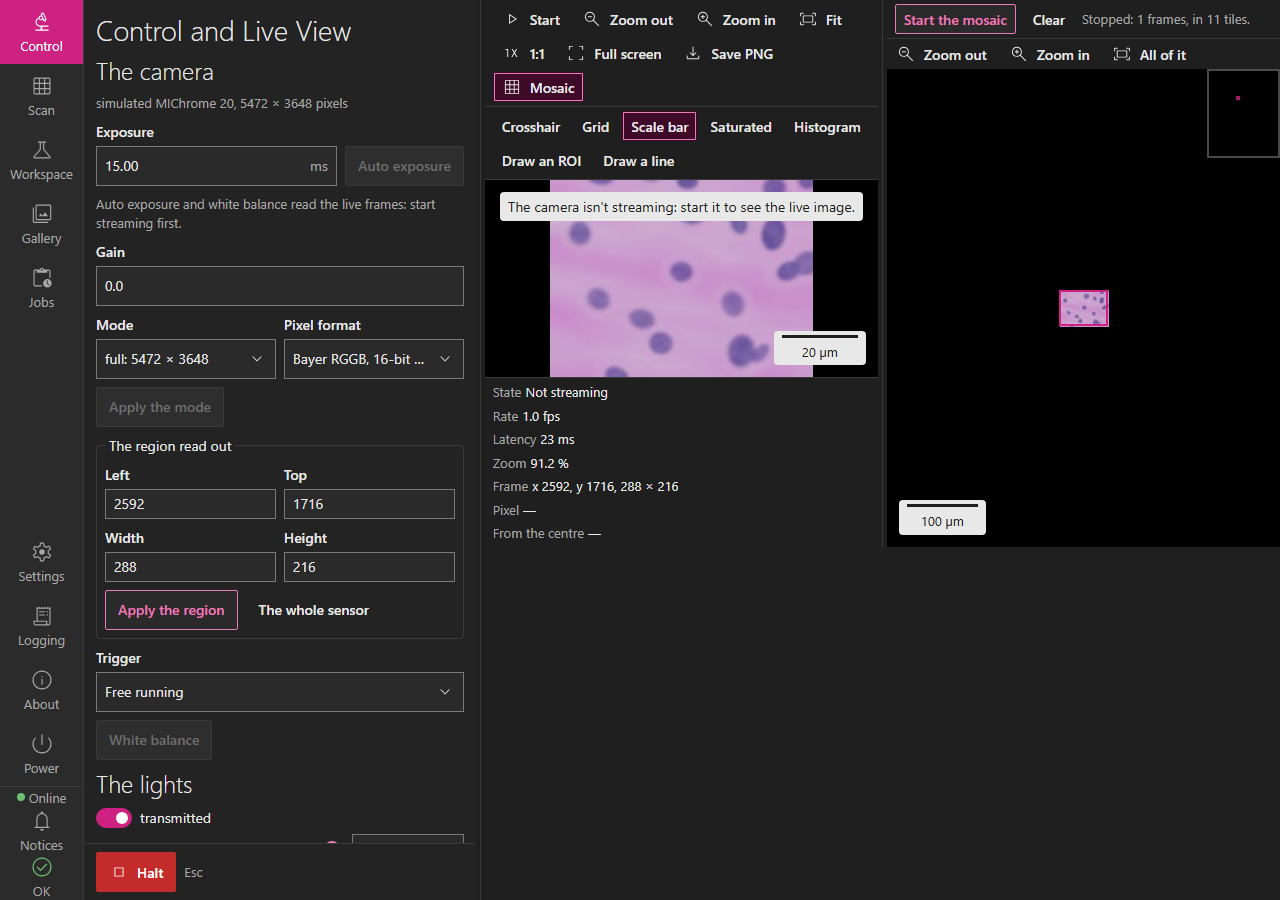 Control
Scan
Workspace
Gallery
Jobs
Settings
Logging
About
Power
Online
Notices
OK
Control and Live View
The camera
simulated MIChrome 20, 5472 × 3648 pixels
Exposure
15.00 ms
Auto exposure
Auto exposure and white balance read the live frames: start
streaming first.
Gain
0.0
Mode
Pixel format
full: 5472 × 3648
Bayer RGGB, 16-bit ...
Apply the mode
The region read out
Left
Top
2592
1716
Width
Height
288
216
Apply the region
The whole sensor
Trigger
Free running
White balance
The lights
transmitted
Halt
Esc
Start
Zoom out
Zoom in
Fit
1X 1:1
Full screen
Save PNG
Mosaic
Crosshair
Grid
Scale bar
Saturated
Histogram
Draw an ROI
Draw a line
The camera isn't streaming: start it to see the live image.
20 µm
State Not streaming
Rate 1.0 fps
Latency 23 ms
Zoom 91.2 %
Frame x 2592, y 1716, 288 × 216
Pixel —
From the centre —
Start the mosaic
Clear
Stopped: 1 frames, in 11 tiles.
Zoom out
Zoom in
All of it
100 µm